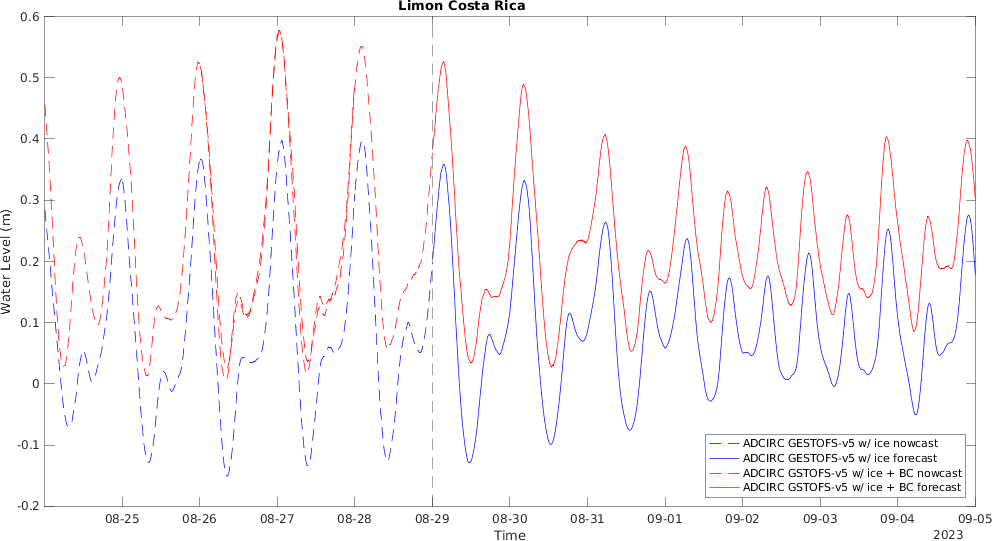 Limon Costa Rica
0.6
0.5
0.4
0.3
0.2
0.1
0
-0.1
-0.2
Water Level (m)
ADCIRC GESTOFS-v5 w/ ice nowcast
ADCIRC GESTOFS-v5 w/ ice forecast
ADCIRC GSTOFS-v5 w/ ice + BC nowcast
ADCIRC GSTOFS-v5 w/ ice + BC forecast
08-25 08-26 08-27 08-28 08-29 08-30 08-31 09-01 09-02 09-03 09-04 09-05
Time
2023